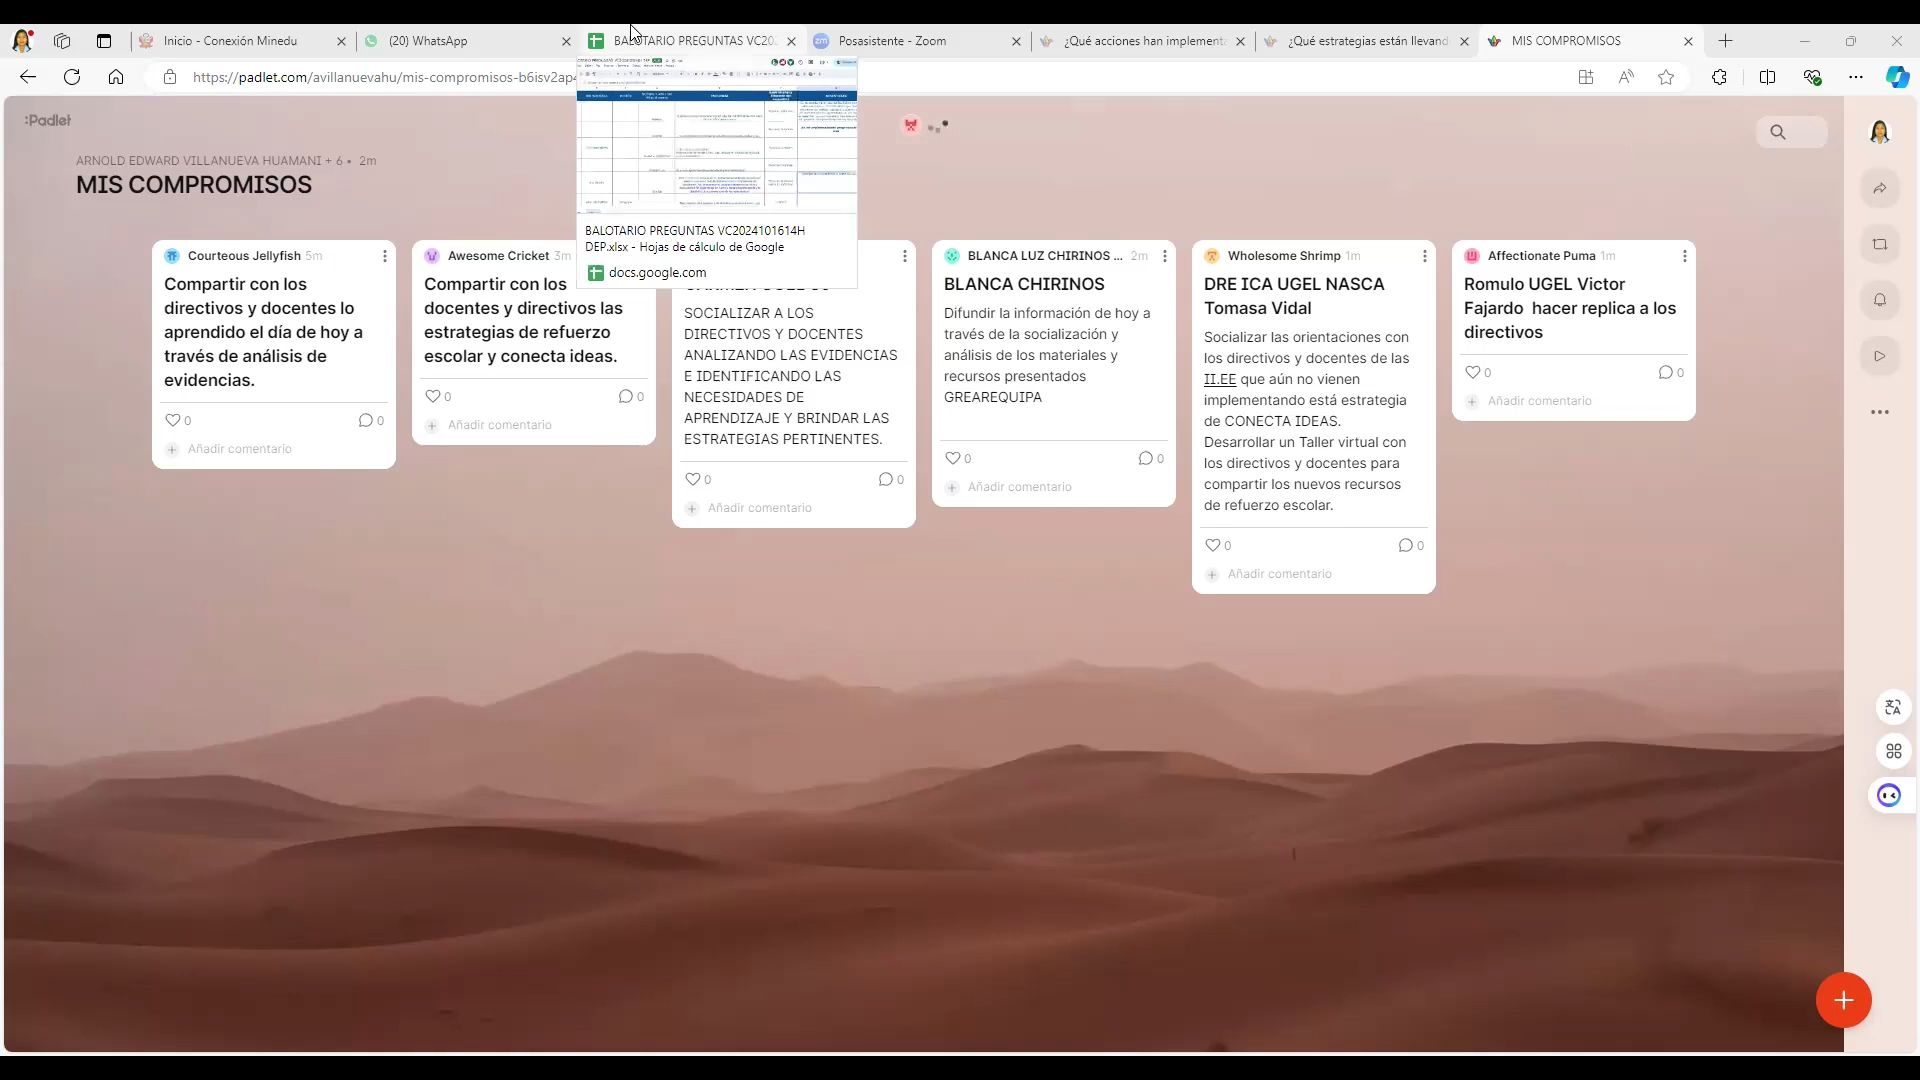 Inicio - Conexión Minedu
(20) WhatsApp
BALOTARIO PREGUNTAS VC202
Posasistente - Zoom
¿Qué acciones han implement
¿Qué estrategias están llevand
MIS COMPROMISOS
https://padlet.com/avillanuevahu/mis-compromisos-b6isv2ap4
:Padlet
ARNOLD EDWARD VILLANUEVA HUAMANI + 6 • 2m
MIS COMPROMISOS
BALOTARIO PREGUNTAS VC2024101614H
DEP.xlsx - Hojas de cálculo de Google
docs.google.com
Courteous Jellyfish 5m
Compartir con los
directivos y docentes lo
aprendido el día de hoy a
través de análisis de
evidencias.
0
0
Añadir comentario
Awesome Cricket 3m
Compartir con los
docentes y directivos las
estrategias de refuerzo
escolar y conecta ideas.
0
0
Añadir comentario
SOCIALIZAR A LOS
DIRECTIVOS Y DOCENTES
ANALIZANDO LAS EVIDENCIAS
E IDENTIFICANDO LAS
NECESIDADES DE
APRENDIZAJE Y BRINDAR LAS
ESTRATEGIAS PERTINENTES.
0
0
Añadir comentario
BLANCA LUZ CHIRINOS ... 2m
BLANCA CHIRINOS
Difundir la información de hoy a
través de la socialización y
análisis de los materiales y
recursos presentados
GREAREQUIPA
0
0
Añadir comentario
Wholesome Shrimp 1m
DRE ICA UGEL NASCA
Tomasa Vidal
Socializar las orientaciones con
los directivos y docentes de las
II.EE que aún no vienen
implementando está estrategia
de CONECTA IDEAS.
Desarrollar un Taller virtual con
los directivos y docentes para
compartir los nuevos recursos
de refuerzo escolar.
0
0
Añadir comentario
Affectionate Puma 1m
Romulo UGEL Victor
Fajardo hacer replica a los
directivos
0
0
Añadir comentario